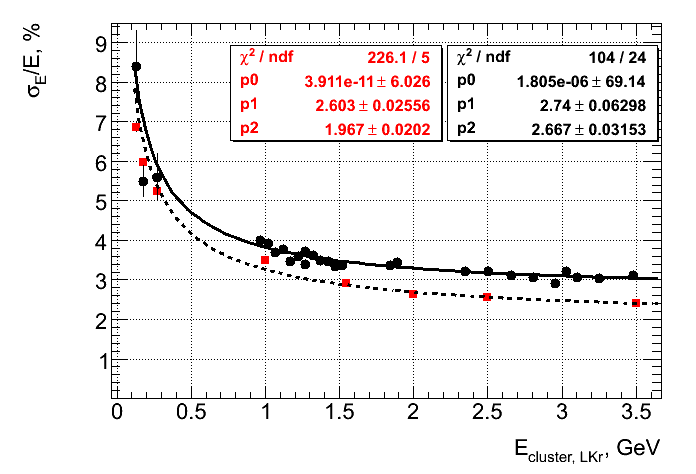 σE/E, %
9
8
7
6
5
4
3
2
1
χ² / ndf 226.1 / 5
p0 3.911e-11 ± 6.026
p1 2.603 ± 0.02556
p2 1.967 ± 0.0202
χ² / ndf 104 / 24
p0 1.805e-06 ± 69.14
p1 2.74 ± 0.06298
p2 2.667 ± 0.03153
0 0.5 1 1.5 2 2.5 3 3.5
Ecluster, LKr, GeV